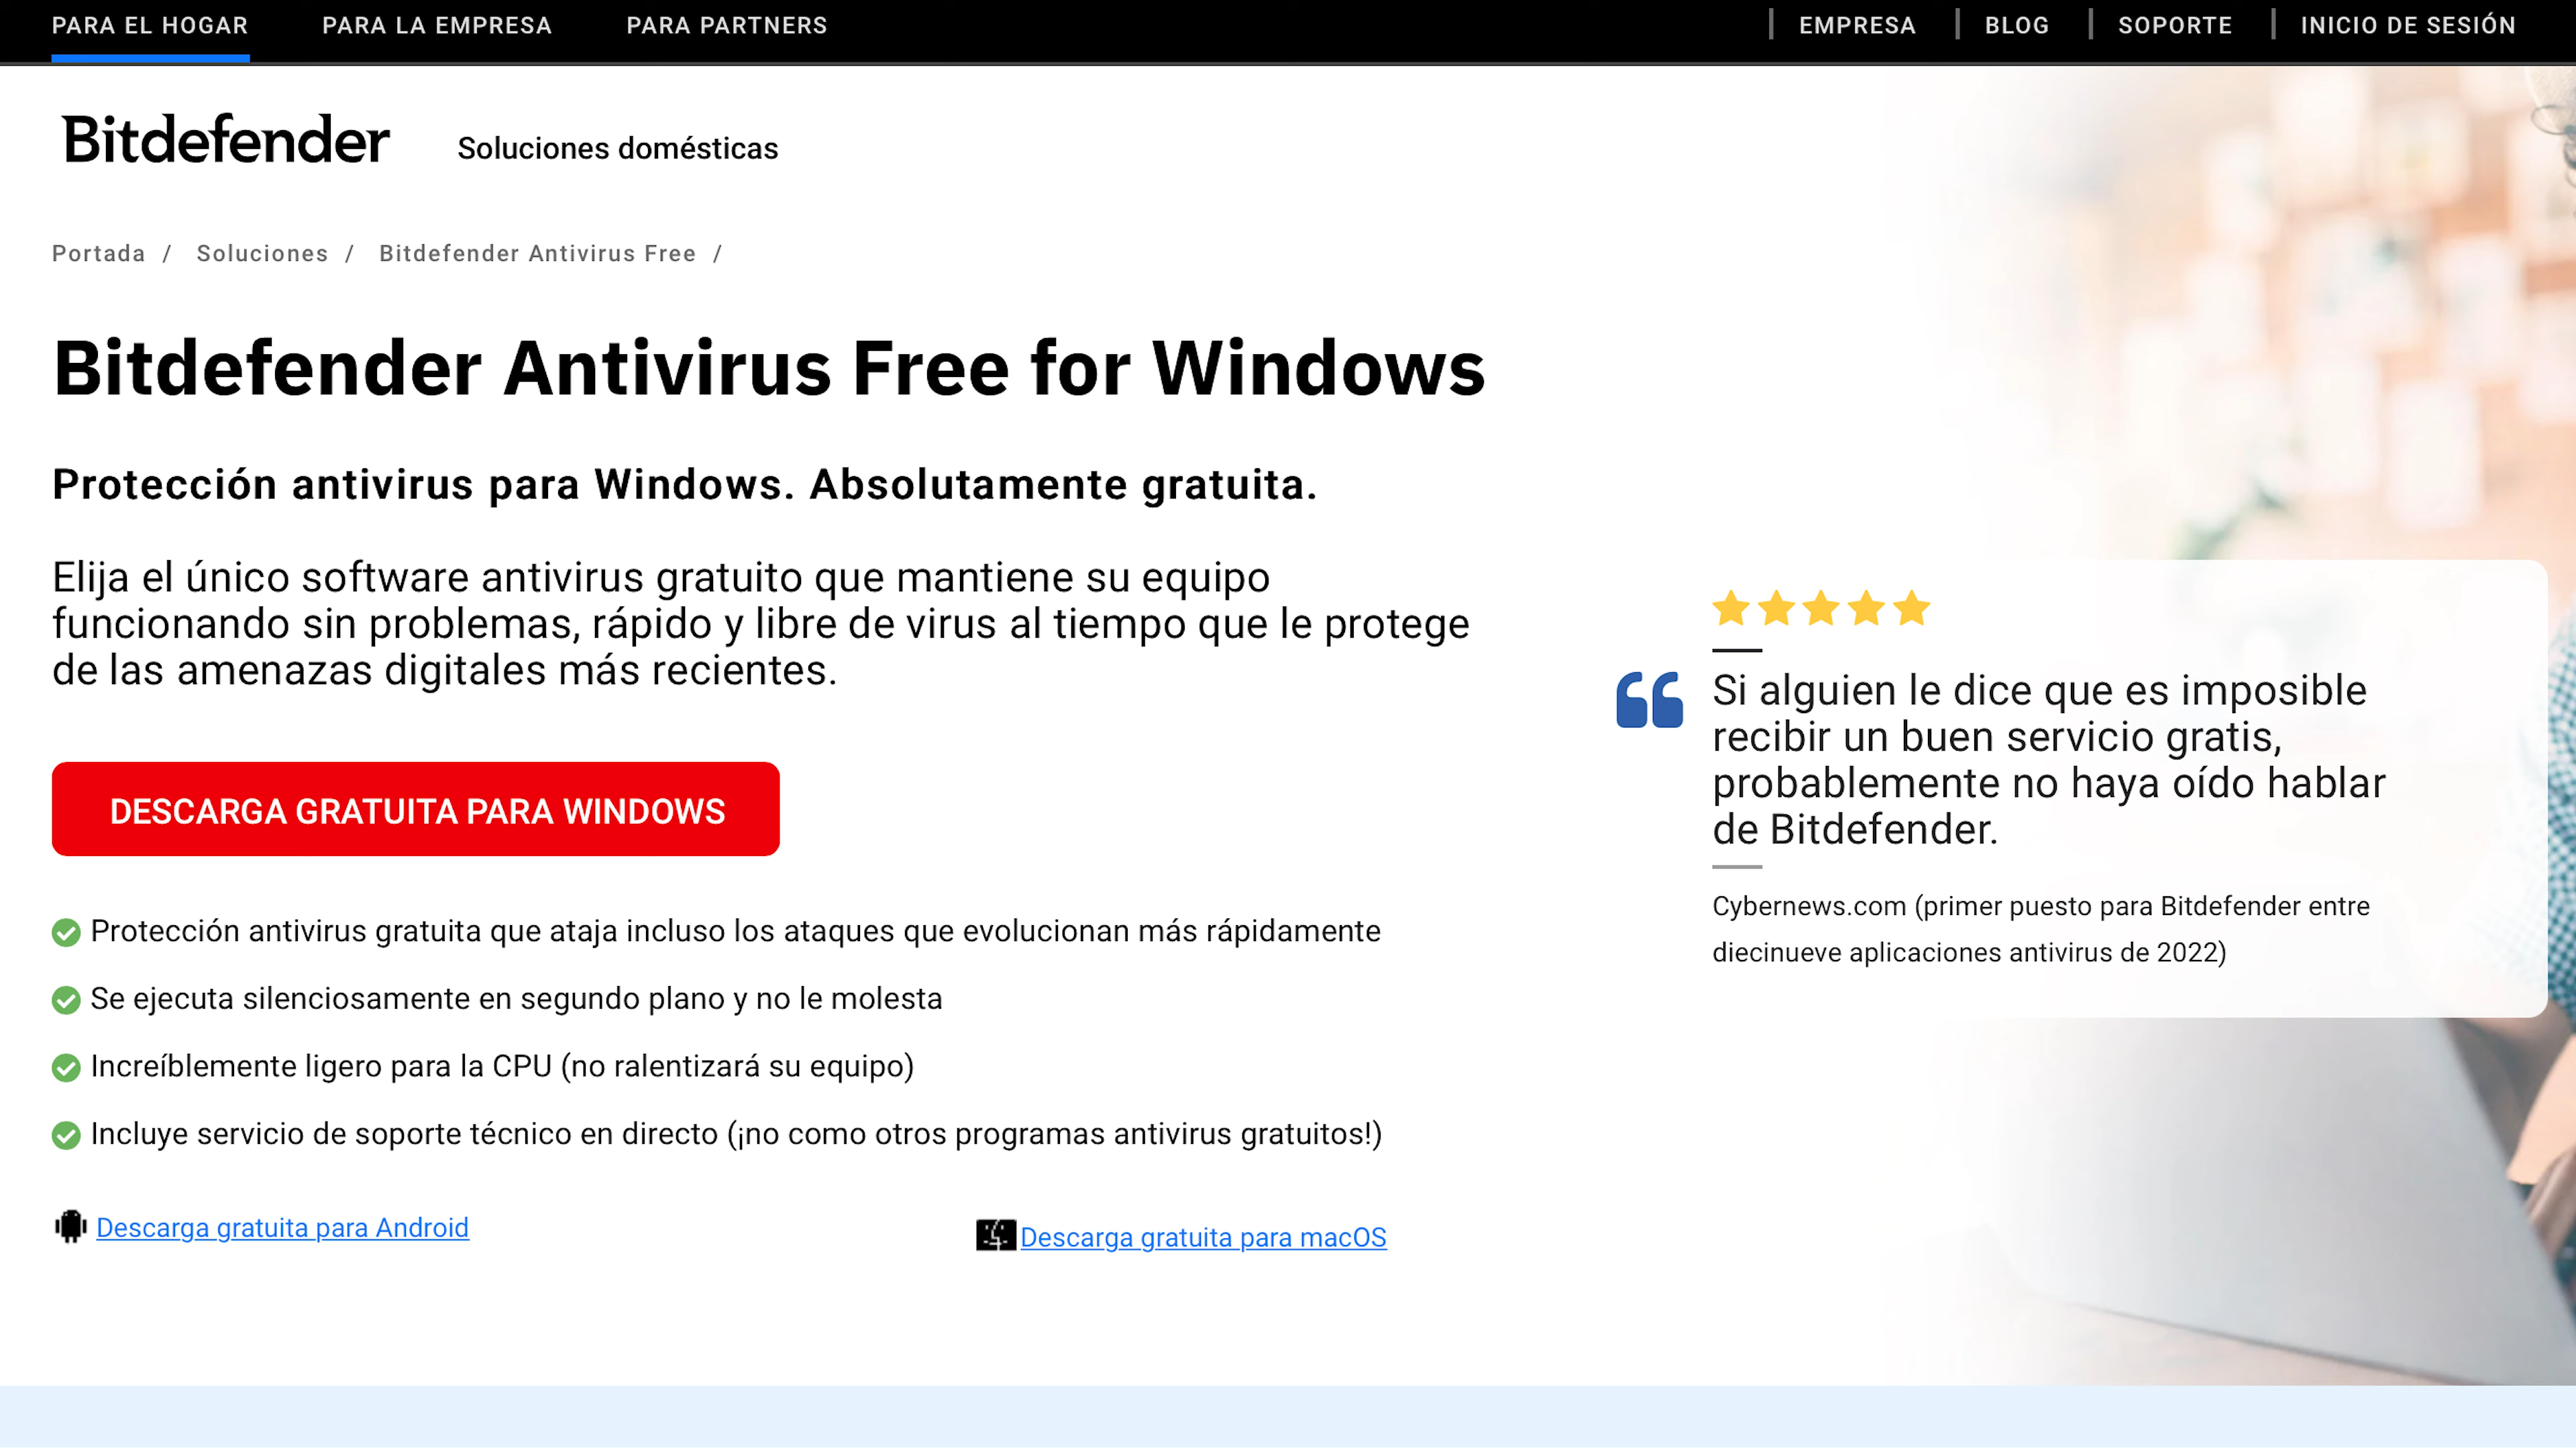 PARA EL HOGAR PARA LA EMPRESA PARA PARTNERS EMPRESA BLOG SOPORTE INICIO DE SESIÓN
Bitdefender Soluciones domésticas
Portada / Soluciones / Bitdefender Antivirus Free /
Bitdefender Antivirus Free for Windows
Protección antivirus para Windows. Absolutamente gratuita.
Elija el único software antivirus gratuito que mantiene su equipo
funcionando sin problemas, rápido y libre de virus al tiempo que le protege
de las amenazas digitales más recientes.
DESCARGA GRATUITA PARA WINDOWS
Protección antivirus gratuita que ataja incluso los ataques que evolucionan más rápidamente
Se ejecuta silenciosamente en segundo plano y no le molesta
Increíblemente ligero para la CPU (no ralentizará su equipo)
Incluye servicio de soporte técnico en directo (¡no como otros programas antivirus gratuitos!)
Descarga gratuita para Android
Descarga gratuita para macOS
“
Si alguien le dice que es imposible
recibir un buen servicio gratis,
probablemente no haya oído hablar
de Bitdefender.
Cybernews.com (primer puesto para Bitdefender entre
diecinueve aplicaciones antivirus de 2022)